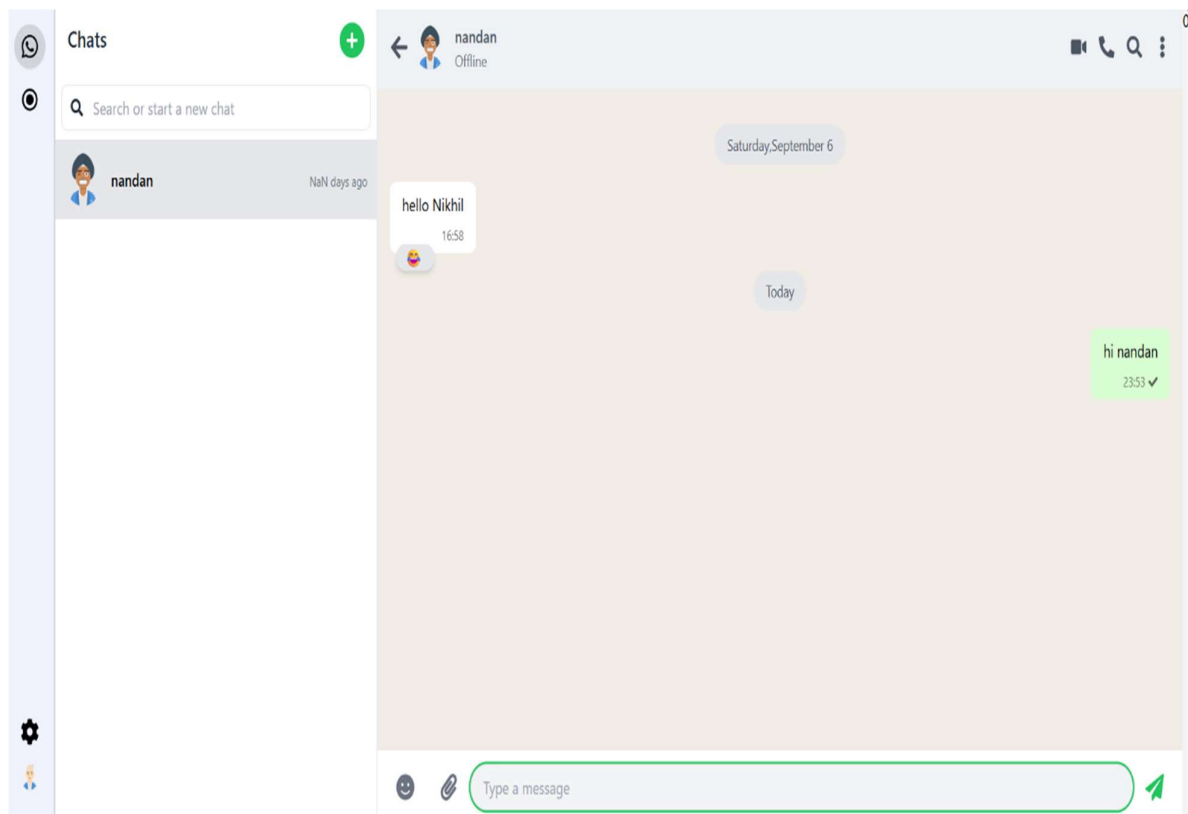 Chats
Search or start a new chat
nandan
NaN days ago
nandan
Offline
Saturday,September 6
hello Nikhil
16:58
Today
hi nandan
23:53
Type a message